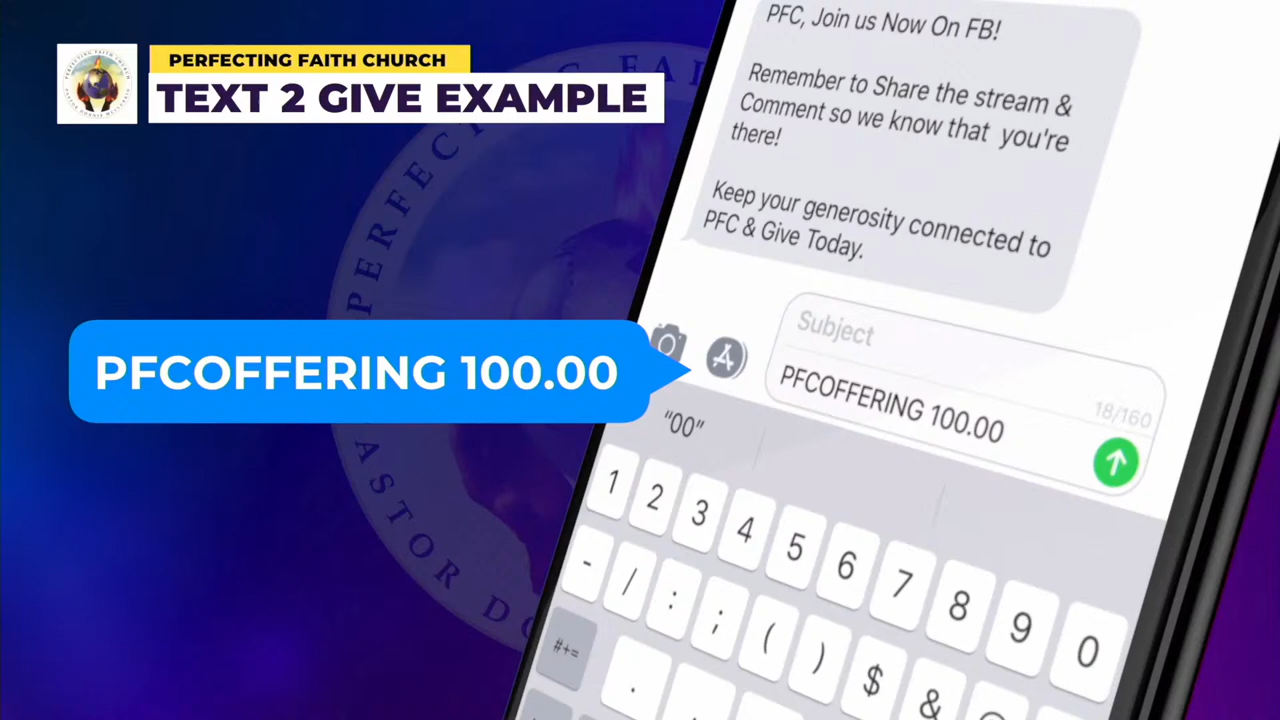 PERFECTING FAITH CHURCH
TEXT 2 GIVE EXAMPLE
PFC, Join us Now On FB!
Remember to Share the stream &
Comment so we know that you're
there!
Keep your generosity connected to
PFC & Give Today.
PFCOFFERING 100.00
Subject
PFCOFFERING 100.00
18/160
"00"
1 2 3 4 5 6 7 8 9 0
- / : ; ( ) $ &
#+= .